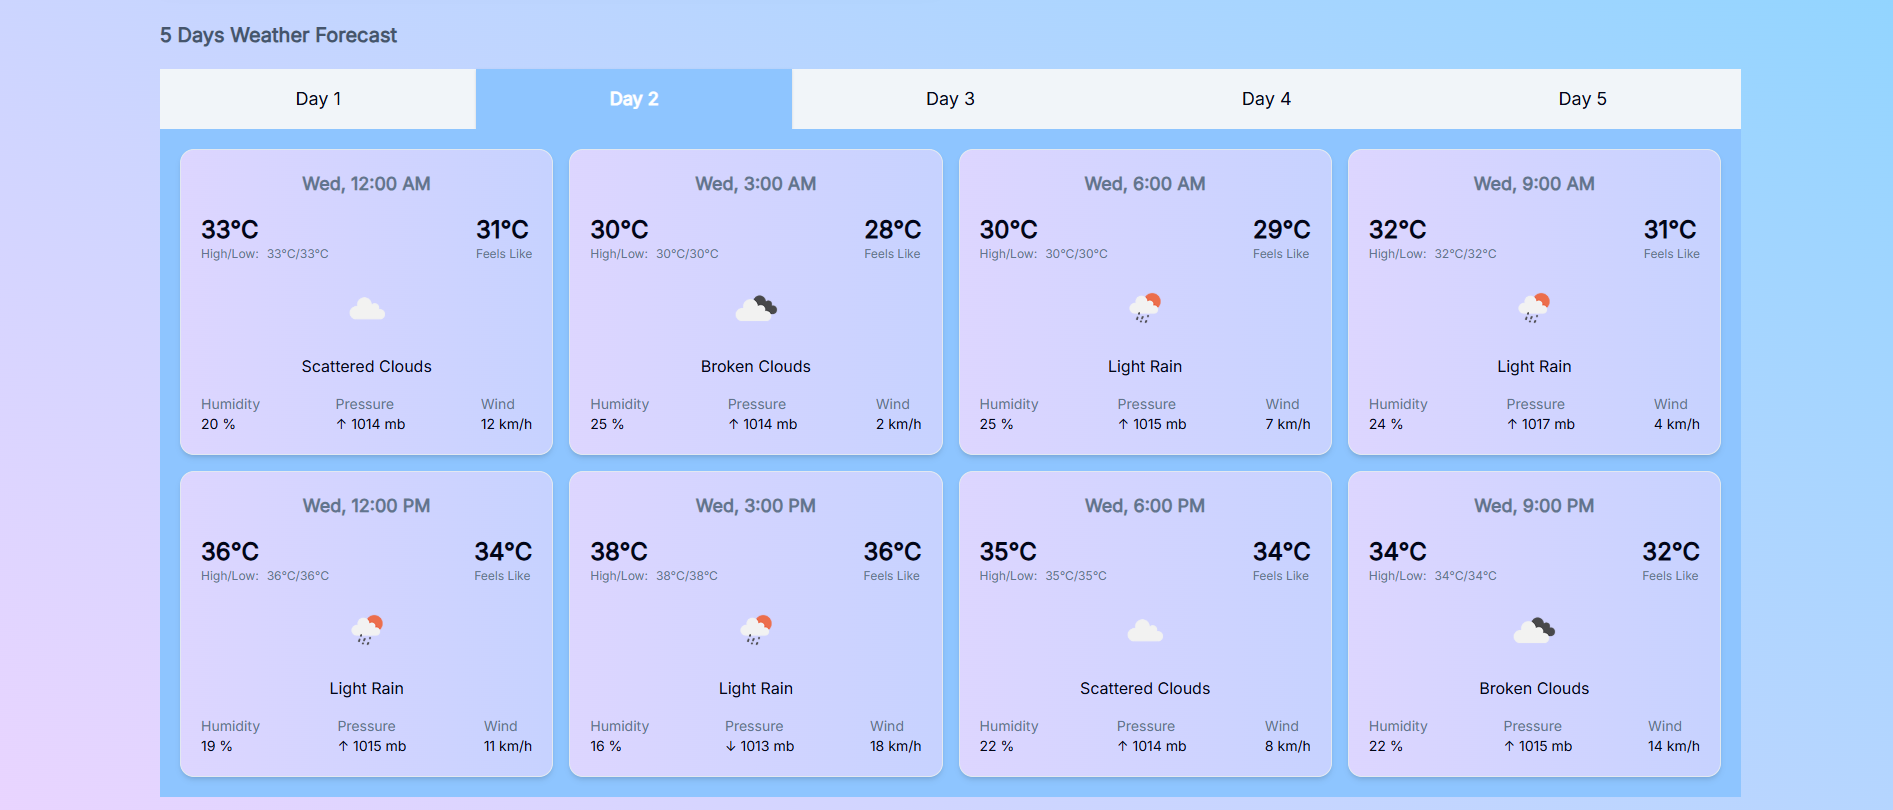 5 Days Weather Forecast
Day 1 Day 2 Day 3 Day 4 Day 5
Wed, 12:00 AM
33°C 31°C
High/Low: 33°C/33°C Feels Like
Scattered Clouds
Humidity Pressure Wind
20 % ↑ 1014 mb 12 km/h
Wed, 3:00 AM
30°C 28°C
High/Low: 30°C/30°C Feels Like
Broken Clouds
Humidity Pressure Wind
25 % ↑ 1014 mb 2 km/h
Wed, 6:00 AM
30°C 29°C
High/Low: 30°C/30°C Feels Like
Light Rain
Humidity Pressure Wind
25 % ↑ 1015 mb 7 km/h
Wed, 9:00 AM
32°C 31°C
High/Low: 32°C/32°C Feels Like
Light Rain
Humidity Pressure Wind
24 % ↑ 1017 mb 4 km/h
Wed, 12:00 PM
36°C 34°C
High/Low: 36°C/36°C Feels Like
Light Rain
Humidity Pressure Wind
19 % ↑ 1015 mb 11 km/h
Wed, 3:00 PM
38°C 36°C
High/Low: 38°C/38°C Feels Like
Light Rain
Humidity Pressure Wind
16 % ↓ 1013 mb 18 km/h
Wed, 6:00 PM
35°C 34°C
High/Low: 35°C/35°C Feels Like
Scattered Clouds
Humidity Pressure Wind
22 % ↑ 1014 mb 8 km/h
Wed, 9:00 PM
34°C 32°C
High/Low: 34°C/34°C Feels Like
Broken Clouds
Humidity Pressure Wind
22 % ↑ 1015 mb 14 km/h